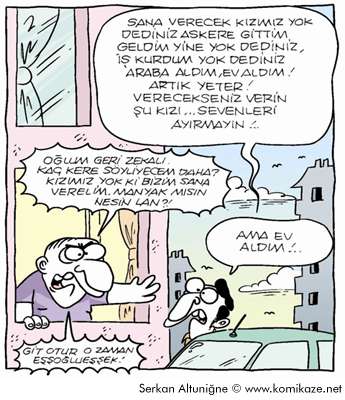 SANA VERECEK KIZIMIZ YOK
DEDİNİZ ASKERE GİTTİM
GELDİM YİNE YOK DEDİNİZ,
İŞ KURDUM YOK DEDİNİZ
ARABA ALDIM, EV ALDIM!
ARTIK YETER!
VERECEKSENİZ VERİN
ŞU KIZI... SEVENLERİ
AYIRMAYIN!..
OĞLUM GERİ ZEKALI.
KAÇ KERE SÖYLİYECEM DAHA?
KIZIMIZ YOK Kİ BİZİM SANA
VERELİM. MANYAK MISIN
NESİN LAN?!
AMA EV
ALDIM!..
GİT OTUR O ZAMAN
EŞŞOĞLUEŞŞEK!
Serkan Altuniğne © www.komikaze.net